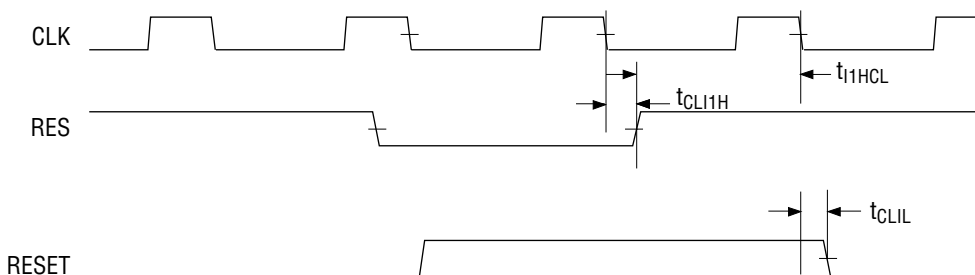 CLK
tI1HCL
tCLI1H
RES
tCLIL
RESET